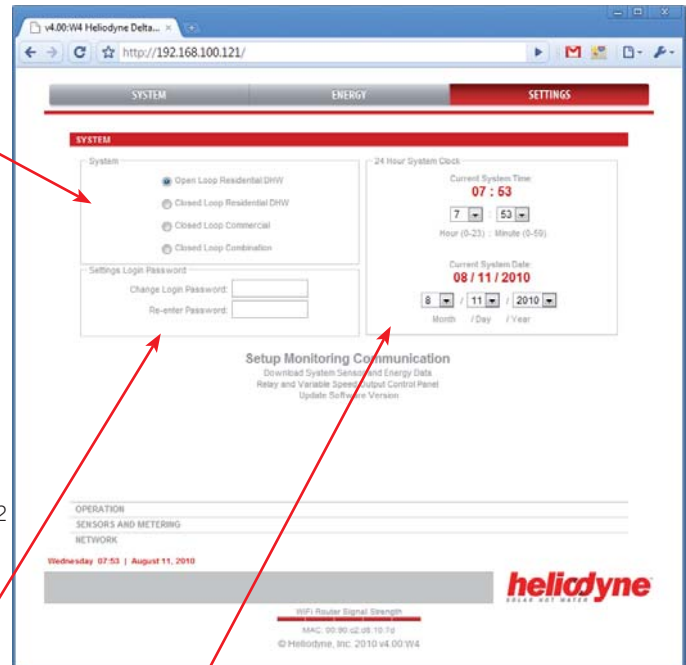 v4.00:W4 Heliodyne Delta...
http://192.168.100.121/
SYSTEM ENERGY SETTINGS
SYSTEM
System
Open Loop Residential DHW
Closed Loop Residential DHW
Closed Loop Commercial
Closed Loop Combination
Settings Login Password
Change Login Password:
Re-enter Password:
24 Hour System Clock
Current System Time
07 : 53
7 : 53
Hour (0-23) : Minute (0-59)
Current System Date
08 / 11 / 2010
8 / 11 / 2010
Month / Day / Year
Setup Monitoring Communication
Download System Sensor and Energy Data
Relay and Variable Speed Output Control Panel
Update Software Version
2
OPERATION
SENSORS AND METERING
NETWORK
Wednesday 07:53 | August 11, 2010
heliodyne
SOLAR HOT WATER
WiFi Router Signal Strength
MAC: 00:90:c2:d8:10:7d
© Heliodyne, Inc. 2010 v4.00:W4